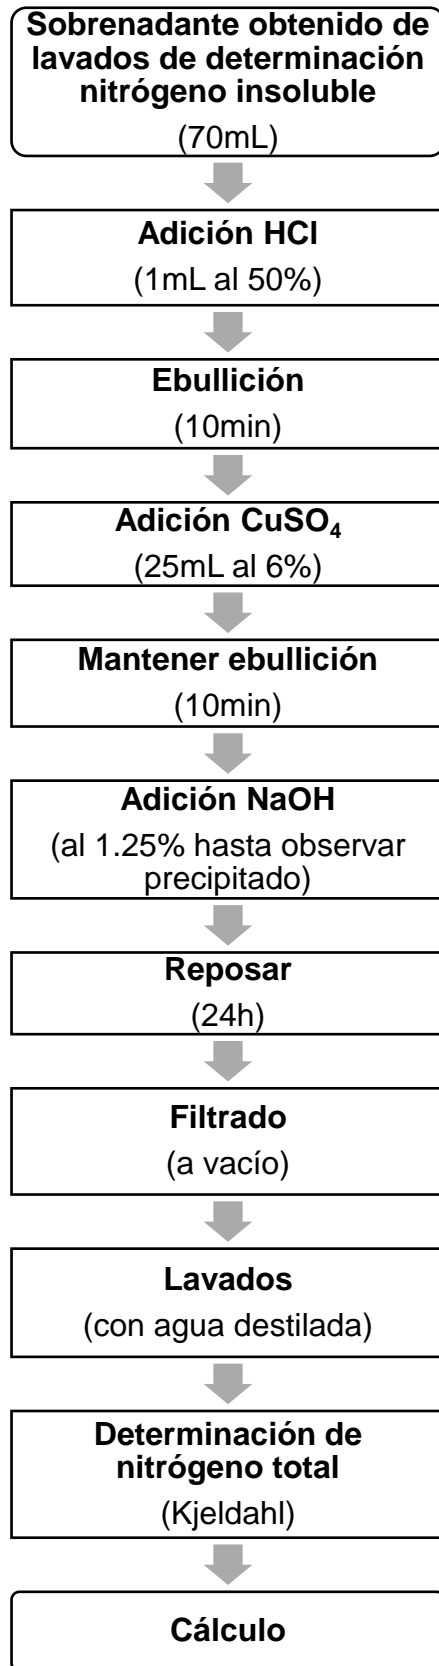 Sobrenadante obtenido de
lavados de determinación
nitrógeno insoluble
(70mL)
Adición HCl
(1mL al 50%)
Ebullición
(10min)
Adición CuSO₄
(25mL al 6%)
Mantener ebullición
(10min)
Adición NaOH
(al 1.25% hasta observar
precipitado)
Reposar
(24h)
Filtrado
(a vacío)
Lavados
(con agua destilada)
Determinación de
nitrógeno total
(Kjeldahl)
Cálculo